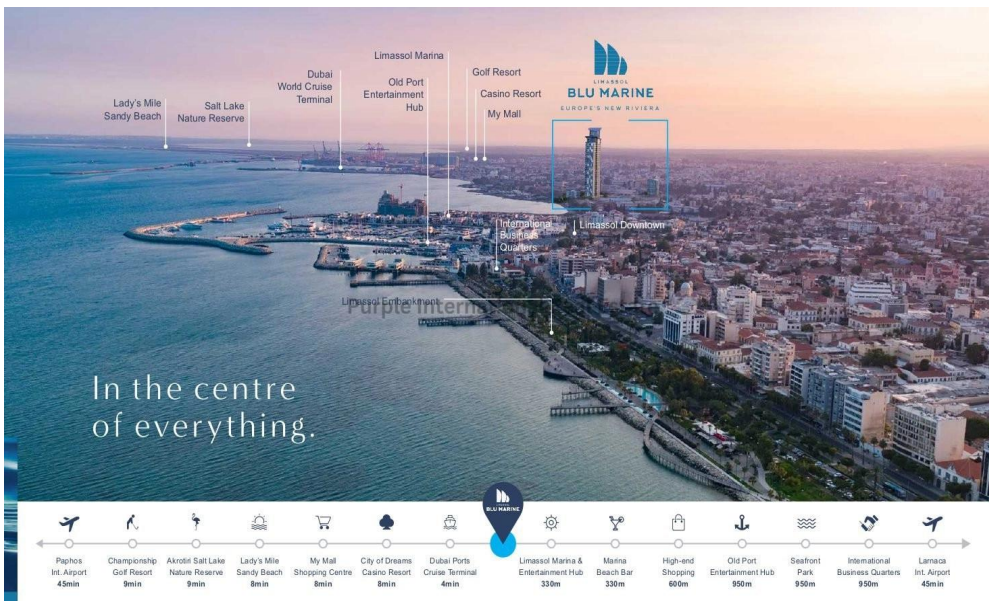 Limassol Marina
Dubai
World Cruise
Terminal
Old Port
Entertainment
Hub
Golf Resort
Casino Resort
My Mall
Lady's Mile
Sandy Beach
Salt Lake
Nature Reserve
LIMASSOL
BLU MARINE
EUROPE'S NEW RIVIERA
International
Business
Quarters
Limassol Downtown
Limassol Embankment
Purple Intern
In the centre
of everything.
BLU MARINE
Paphos
Int. Airport
45min
Championship
Golf Resort
9min
Akrotiri Salt Lake
Nature Reserve
9min
Lady's Mile
Sandy Beach
8min
My Mall
Shopping Centre
8min
City of Dreams
Casino Resort
8min
Dubai Ports
Cruise Terminal
4min
Limassol Marina &
Entertainment Hub
330m
Marina
Beach Bar
330m
High-end
Shopping
600m
Old Port
Entertainment Hub
950m
Seafront
Park
950m
International
Business Quarters
950m
Larnaca
Int. Airport
45min